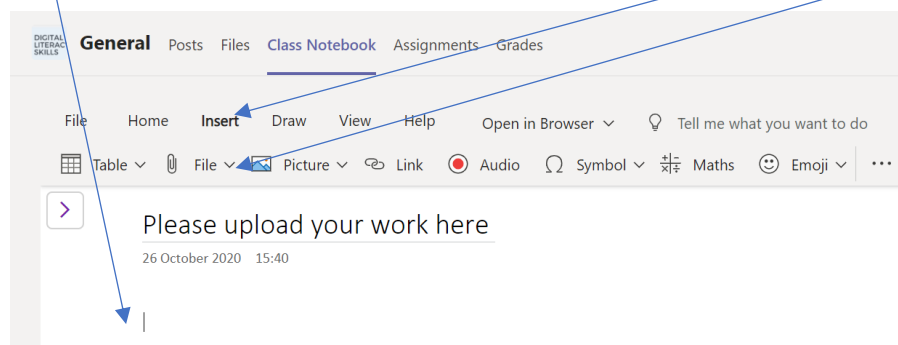 DIGITAL
LITERAC
SKILLS
General Posts Files Class Notebook Assignments Grades
File Home Insert Draw View Help Open in Browser Tell me what you want to do
Table File Picture Link Audio Ω Symbol Maths Emoji ...
Please upload your work here
26 October 2020 15:40